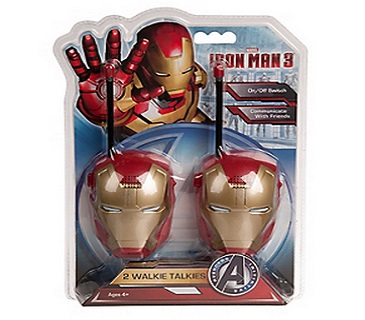 MARVEL
IRON MAN 3
On/Off Switch
Communicate
With Friends
2 WALKIE TALKIES
Ages 4+